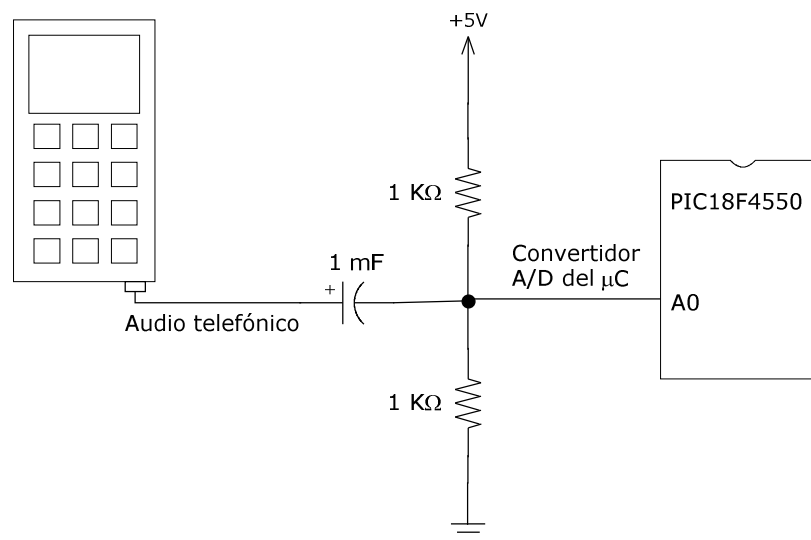 +5V
1 KΩ
PIC18F4550
Convertidor
A/D del μC
1 mF
+
A0
Audio telefónico
1 KΩ